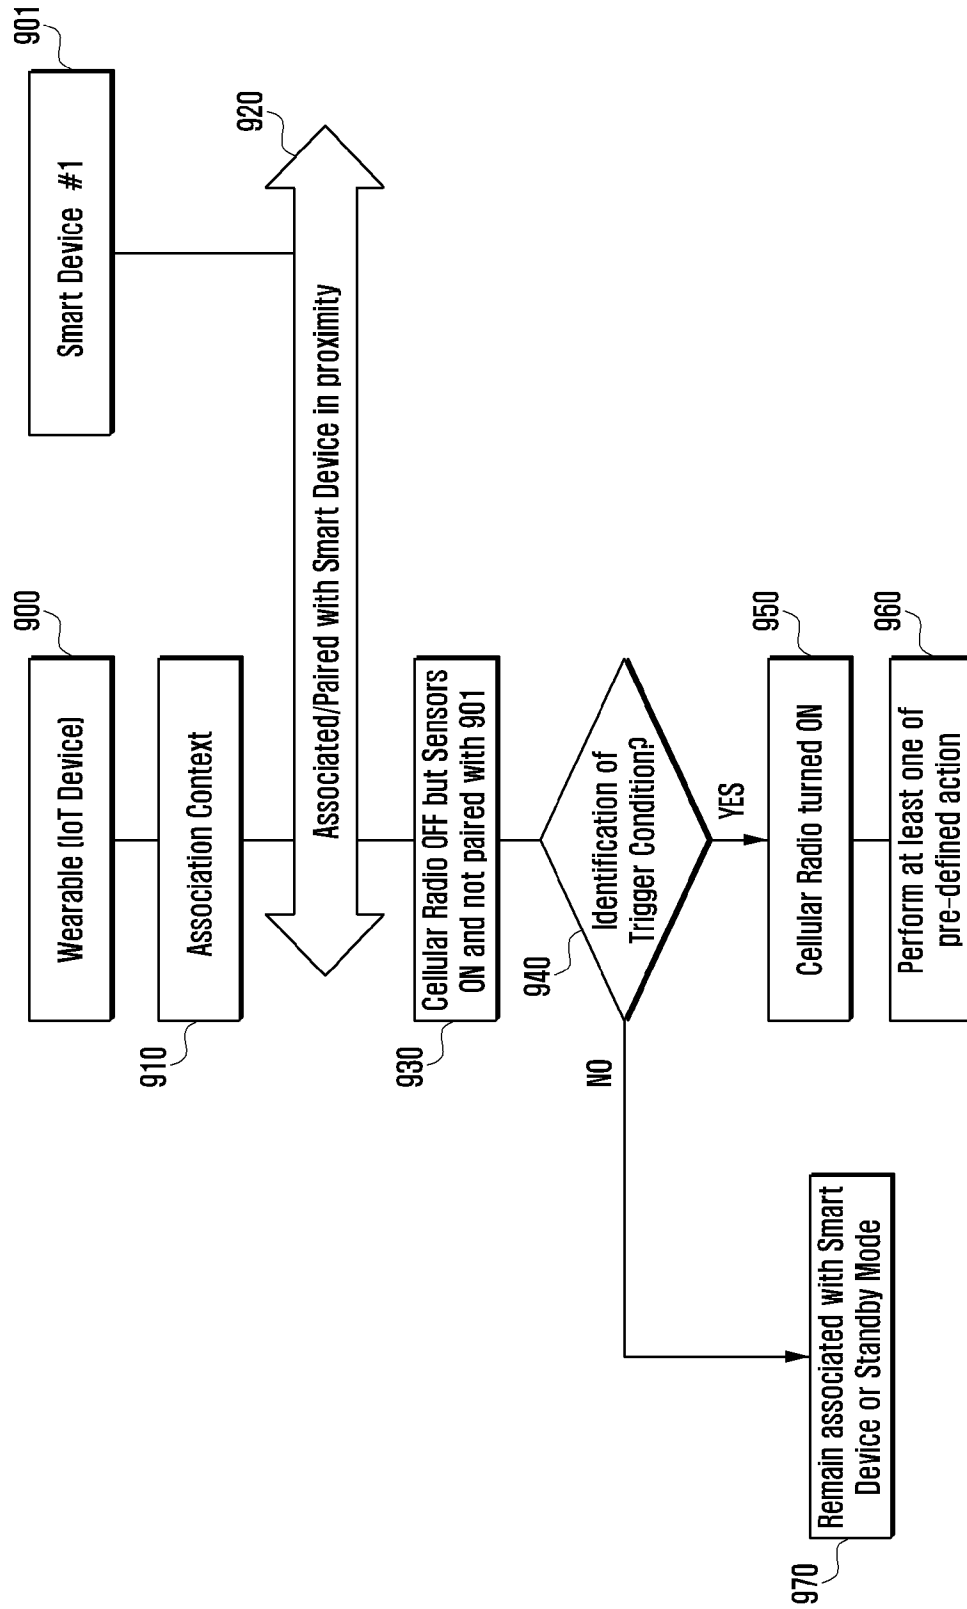 901
Smart Device #1
920
Associated/Paired with Smart Device in proximity
900
Wearable (IoT Device)
Association Context
910
Cellular Radio OFF but Sensors
ON and not paired with 901
930
Identification of
Trigger Condition?
940
NO
YES
950
Cellular Radio turned ON
960
Perform at least one of
pre-defined action
Remain associated with Smart
Device or Standby Mode
970